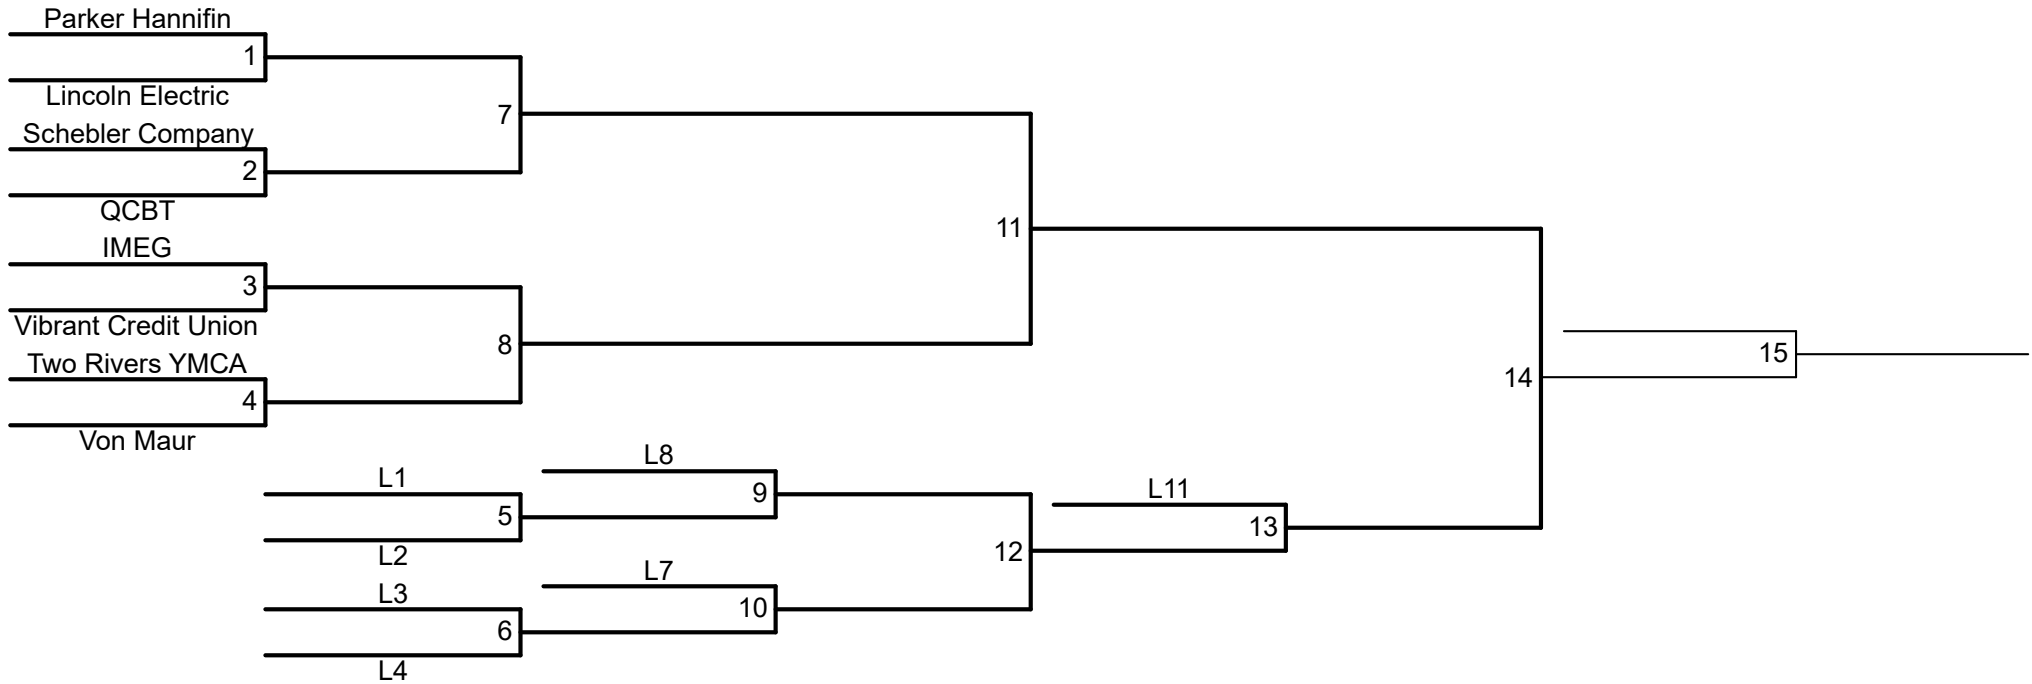 Parker Hannifin
1
Lincoln Electric
Schebler Company
2
QCBT
7
IMEG
3
Vibrant Credit Union
Two Rivers YMCA
4
Von Maur
8
11
L1
5
L2
L8
9
L3
6
L4
L7
10
12
L11
13
14
15